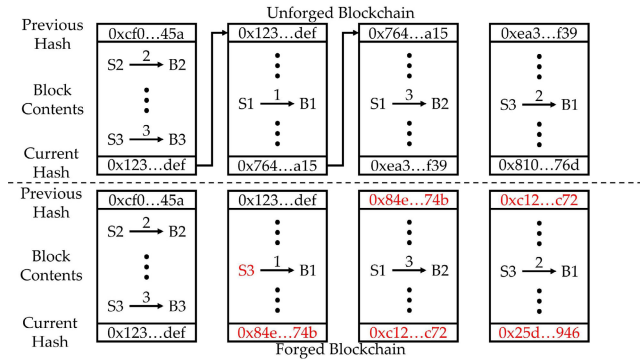 Unforged Blockchain
Previous Hash 0xcf0...45a 0x123...def 0x764...a15 0xea3...f39
S2 2 B2
Block Contents S1 1 B1 S1 3 B2 S3 2 B1
S3 3 B3
Current Hash 0x123...def 0x764...a15 0xea3...f39 0x810...76d
Previous Hash 0xcf0...45a 0x123...def 0x84e...74b 0xc12...c72
S2 2 B2
Block Contents S3 1 B1 S1 3 B2 S3 2 B1
S3 3 B3
Current Hash 0x123...def 0x84e...74b 0xc12...c72 0x25d...946
Forged Blockchain